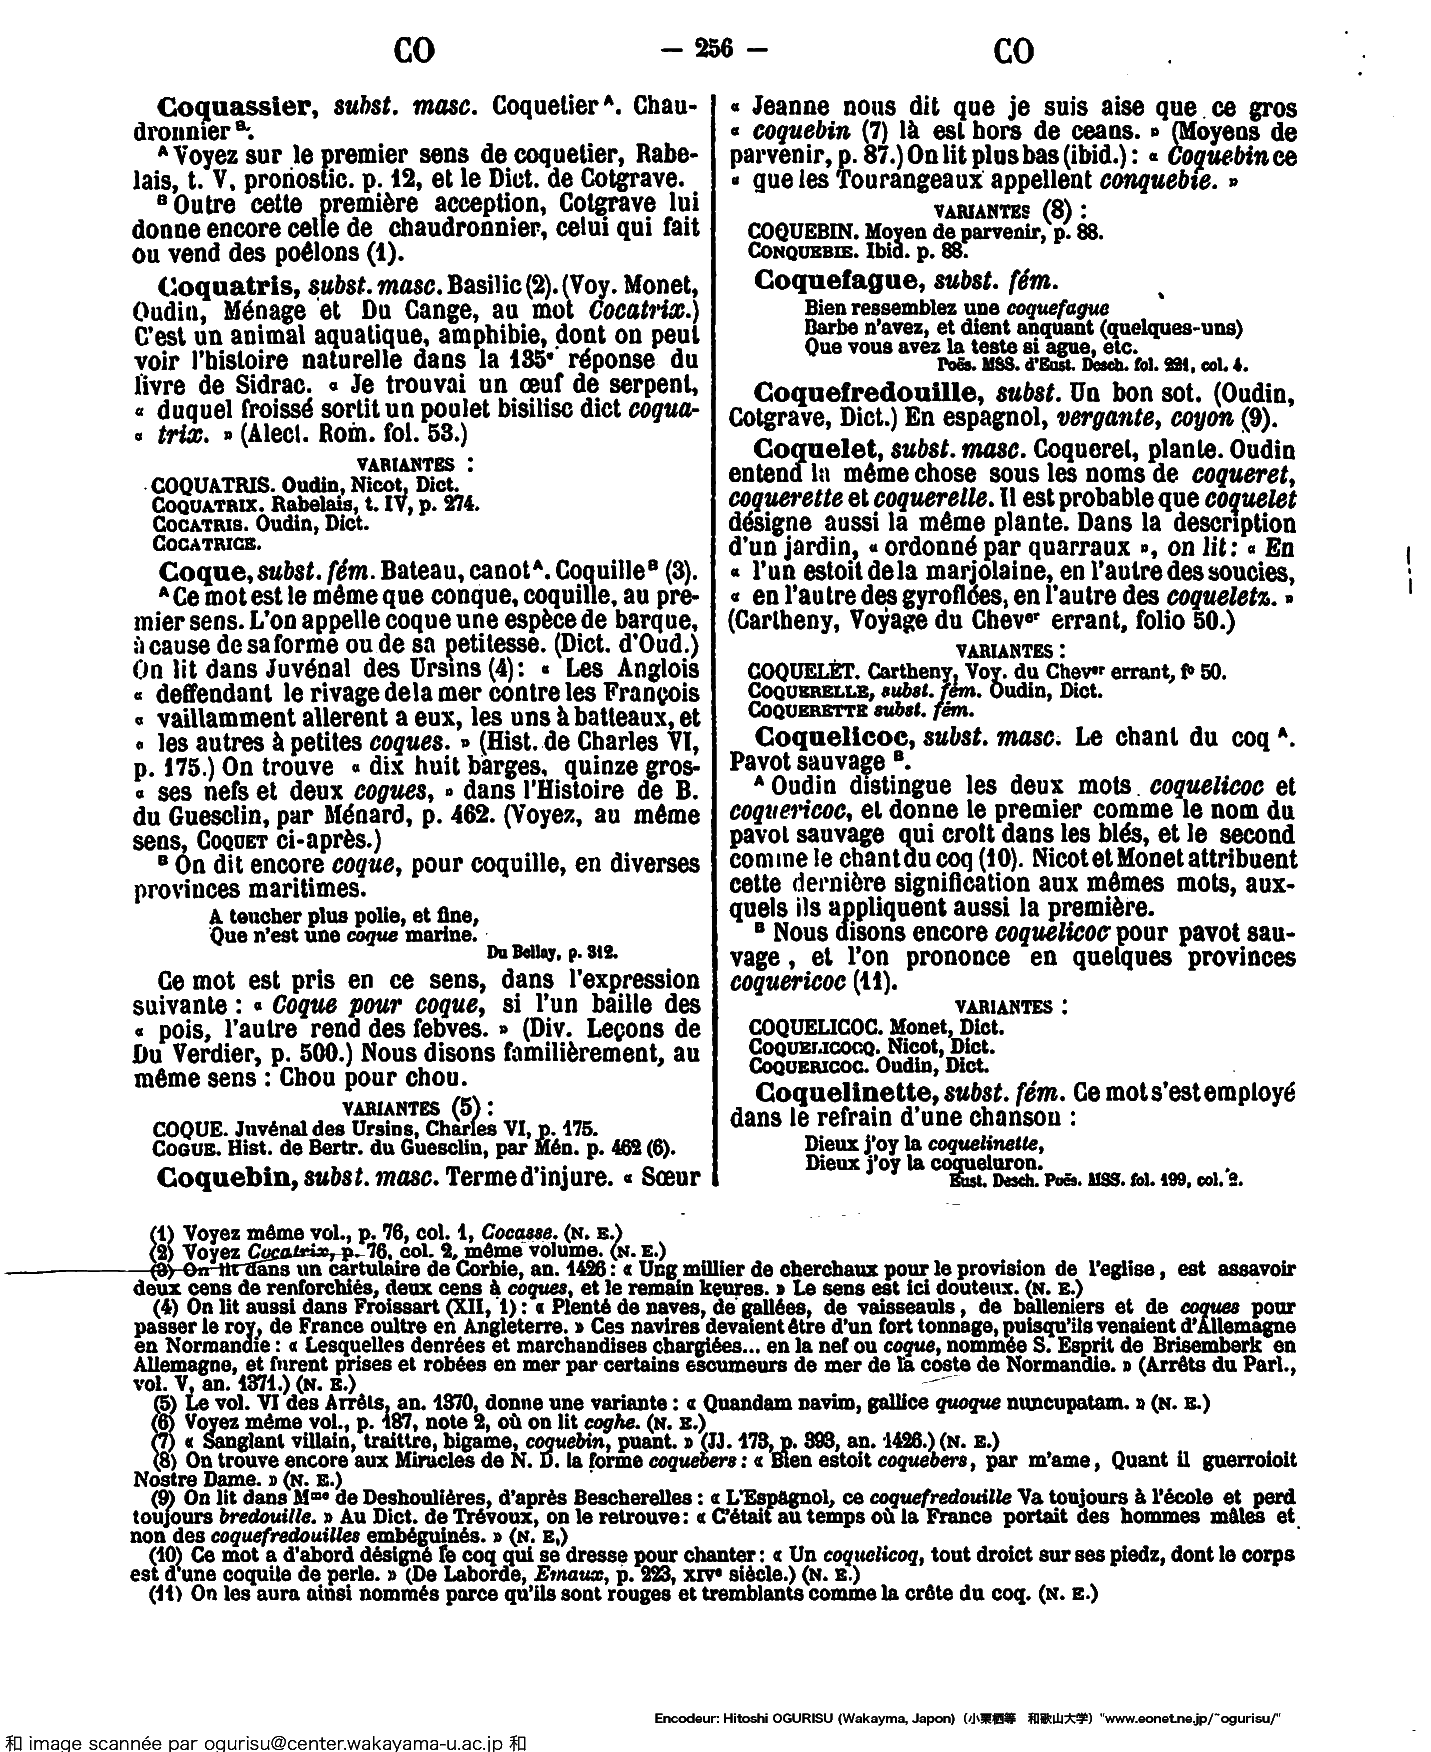 CO
— 256 —
CO
Coquassier, subst. masc. Coquetier A. Chau-
dronnier B.
A Voyez sur le premier sens de coquetier, Rabe-
lais, t. V, pronostic. p. 12, et le Dict. de Cotgrave.
B Outre cette première acception, Cotgrave lui
donne encore celle de chaudronnier, celui qui fait
ou vend des poêlons (1).
Coquatris, subst. masc. Basilic (2). (Voy. Monet,
Oudin, Ménage et Du Cange, au mot Cocatrix.)
C'est un animal aquatique, amphibie, dont on peut
voir l'histoire naturelle dans la 135e réponse du
livre de Sidrac. « Je trouvai un œuf de serpent,
« duquel froissé sortit un poulet bisilisc dict coqua-
« trix. » (Alect. Rom. fol. 53.)
VARIANTES :
COQUATRIS. Oudin, Nicot, Dict.
COQUATRIX. Rabelais, t. IV, p. 274.
COCATRIS. Oudin, Dict.
COCATRICE.
Coque, subst. fém. Bateau, canot A. Coquille B (3).
A Ce mot est le même que conque, coquille, au pre-
mier sens. L'on appelle coque une espèce de barque,
à cause de sa forme ou de sa petitesse. (Dict. d'Oud.)
On lit dans Juvénal des Ursins (4) : « Les Anglois
« deffendant le rivage de la mer contre les François
« vaillamment allerent a eux, les uns à batteaux, et
« les autres à petites coques. » (Hist. de Charles VI,
p. 175.) On trouve « dix huit barges, quinze gros-
« ses nefs et deux cogues, » dans l'Histoire de B.
du Guesclin, par Ménard, p. 462. (Voyez, au même
sens, COQUET ci-après.)
B On dit encore coque, pour coquille, en diverses
provinces maritimes.
A toucher plus polie, et fine,
Que n'est une coque marine.
Du Bellay, p. 312.
Ce mot est pris en ce sens, dans l'expression
suivante : « Coque pour coque, si l'un baille des
« pois, l'autre rend des febves. » (Div. Leçons de
Du Verdier, p. 500.) Nous disons familièrement, au
même sens : Chou pour chou.
VARIANTES (5) :
COQUE. Juvénal des Ursins, Charles VI, p. 175.
COGUE. Hist. de Bertr. du Guesclin, par Mén. p. 462 (6).
Coquebin, subst. masc. Terme d'injure. « Sœur
« Jeanne nous dit que je suis aise que ce gros
« coquebin (7) là est hors de ceans. » (Moyens de
parvenir, p. 87.) On lit plus bas (ibid.) : « Coquebin ce
« que les Tourangeaux appellent conquebie. »
VARIANTES (8) :
COQUEBIN. Moyen de parvenir, p. 88.
CONQUEBIE. Ibid. p. 88.
Coquefague, subst. fém.
Bien ressemblez une coquefague
Barbe n'avez, et dient anquant (quelques-uns)
Que vous avez la teste si ague, etc.
Poës. MSS. d'Eust. Desch. fol. 221, col. 4.
Coquefredouille, subst. Un bon sot. (Oudin,
Cotgrave, Dict.) En espagnol, vergante, coyon (9).
Coquelet, subst. masc. Coqueret, plante. Oudin
entend la même chose sous les noms de coqueret,
coquerette et coquerelle. Il est probable que coquelet
désigne aussi la même plante. Dans la description
d'un jardin, « ordonné par quarraux », on lit : « En
« l'un estoit de la marjolaine, en l'autre des soucies,
« en l'autre des gyroflées, en l'autre des coqueletz. »
(Cartheny, Voyage du Chever errant, folio 50.)
VARIANTES :
COQUELET. Cartheny, Voy. du Chever errant, fo 50.
COQUERELLE, subst. fém. Oudin, Dict.
COQUERETTE subst. fém.
Coquelicoc, subst. masc. Le chant du coq A.
Pavot sauvage B.
A Oudin distingue les deux mots coquelicoc et
coquericoc, et donne le premier comme le nom du
pavot sauvage qui croît dans les blés, et le second
comme le chant du coq (10). Nicot et Monet attribuent
cette dernière signification aux mêmes mots, aux-
quels ils appliquent aussi la première.
B Nous disons encore coquelicoc pour pavot sau-
vage , et l'on prononce en quelques provinces
coquericoc (11).
VARIANTES :
COQUELICOC. Monet, Dict.
COQUELICOCQ. Nicot, Dict.
COQUERICOC. Oudin, Dict.
Coquelinette, subst. fém. Ce mot s'est employé
dans le refrain d'une chanson :
Dieux j'oy la coquelinette,
Dieux j'oy la coqueluron.
Eust. Desch. Poës. MSS. fol. 199, col. 2.
(1) Voyez même vol., p. 76, col. 1, Cocasse. (N. E.)
(2) Voyez Cocatrix, p. 76, col. 2, même volume. (N. E.)
(3) On lit dans un cartulaire de Corbie, an. 1426 : « Ung millier de cherchaux pour le provision de l'eglise, est assavoir
deux cens de renforchiés, deux cens à coques, et le remain keures. » Le sens est ici douteux. (N. E.)
(4) On lit aussi dans Froissart (XII, 1) : « Plenté de naves, de gallées, de vaisseauls, de balleniers et de coques pour
passer le roy, de France oultre en Angleterre. » Ces navires devaient être d'un fort tonnage, puisqu'ils venaient d'Allemagne
en Normandie : « Lesquelles denrées et marchandises chargiées... en la nef ou coque, nommée S. Esprit de Brisemberk en
Allemagne, et furent prises et robées en mer par certains escumeurs de mer de la coste de Normandie. » (Arrêts du Parl.,
vol. V, an. 1371.) (N. E.)
(5) Le vol. VI des Arrêts, an. 1370, donne une variante : « Quandam navim, gallice quoque nuncupatam. » (N. E.)
(6) Voyez même vol., p. 187, note 2, où on lit coghe. (N. E.)
(7) « Sanglant villain, traittre, bigame, coquebin, puant. » (JJ. 173, p. 393, an. 1426.) (N. E.)
(8) On trouve encore aux Miracles de N. D. la forme coquebers : « Bien estoit coquebers, par m'ame, Quant il guerroioit
Nostre Dame. » (N. E.)
(9) On lit dans Mme de Deshoulières, d'après Bescherelles : « L'Espagnol, ce coquefredouille Va toujours à l'école et perd
toujours bredouille. » Au Dict. de Trévoux, on le retrouve : « C'était au temps où la France portait des hommes mâles et
non des coquefredouilles embéguinés. » (N. E.)
(10) Ce mot a d'abord désigné le coq qui se dresse pour chanter : « Un coquelicoq, tout droict sur ses piedz, dont le corps
est d'une coquile de perle. » (De Laborde, Emaux, p. 223, XIVe siècle.) (N. E.)
(11) On les aura ainsi nommés parce qu'ils sont rouges et tremblants comme la crête du coq. (N. E.)
Encodeur: Hitoshi OGURISU (Wakayma, Japon) (小栗栖等 和歌山大学) "www.eonet.ne.jp/~ogurisu/"
和 image scannée par ogurisu@center.wakayama-u.ac.jp 和